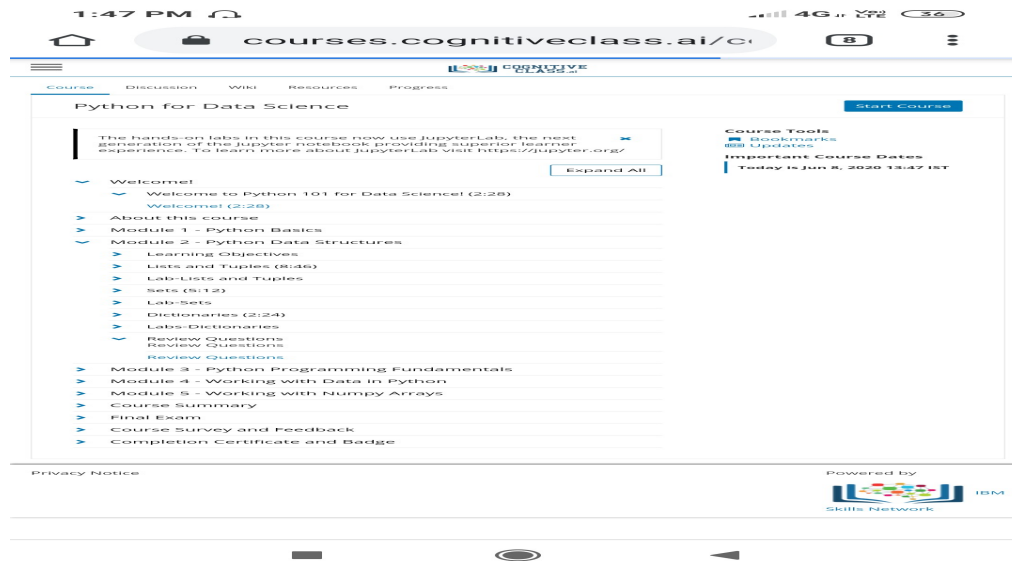 1:47 PM
4G Vo)) LTE 36
courses.cognitiveclass.ai/c
8
COGNITIVE
CLASS.ai
Course Discussion Wiki Resources Progress
Python for Data Science
Start Course
The hands-on labs in this course now use JupyterLab, the next
generation of the Jupyter notebook providing superior learner
experience. To learn more about JupyterLab visit https://jupyter.org/
×
Expand All
Welcome!
Welcome to Python 101 for Data Science! (2:28)
Welcome! (2:28)
About this course
Module 1 - Python Basics
Module 2 - Python Data Structures
Learning Objectives
Lists and Tuples (8:46)
Lab-Lists and Tuples
Sets (5:12)
Lab-Sets
Dictionaries (2:24)
Labs-Dictionaries
Review Questions
Review Questions
Review Questions
Module 3 - Python Programming Fundamentals
Module 4 - Working with Data in Python
Module 5 - Working with Numpy Arrays
Course Summary
Final Exam
Course Survey and Feedback
Completion Certificate and Badge
Course Tools
Bookmarks
Updates
Important Course Dates
Today is Jun 8, 2020 13:47 IST
Privacy Notice
Powered by
IBM
Skills Network